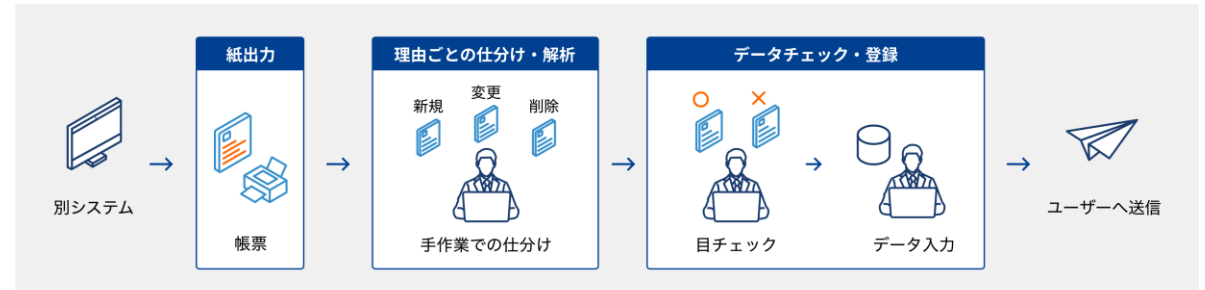 紙出力
理由ごとの仕分け・解析
データチェック・登録
新規
変更
削除
別システム
帳票
手作業での仕分け
目チェック
データ入力
ユーザーへ送信